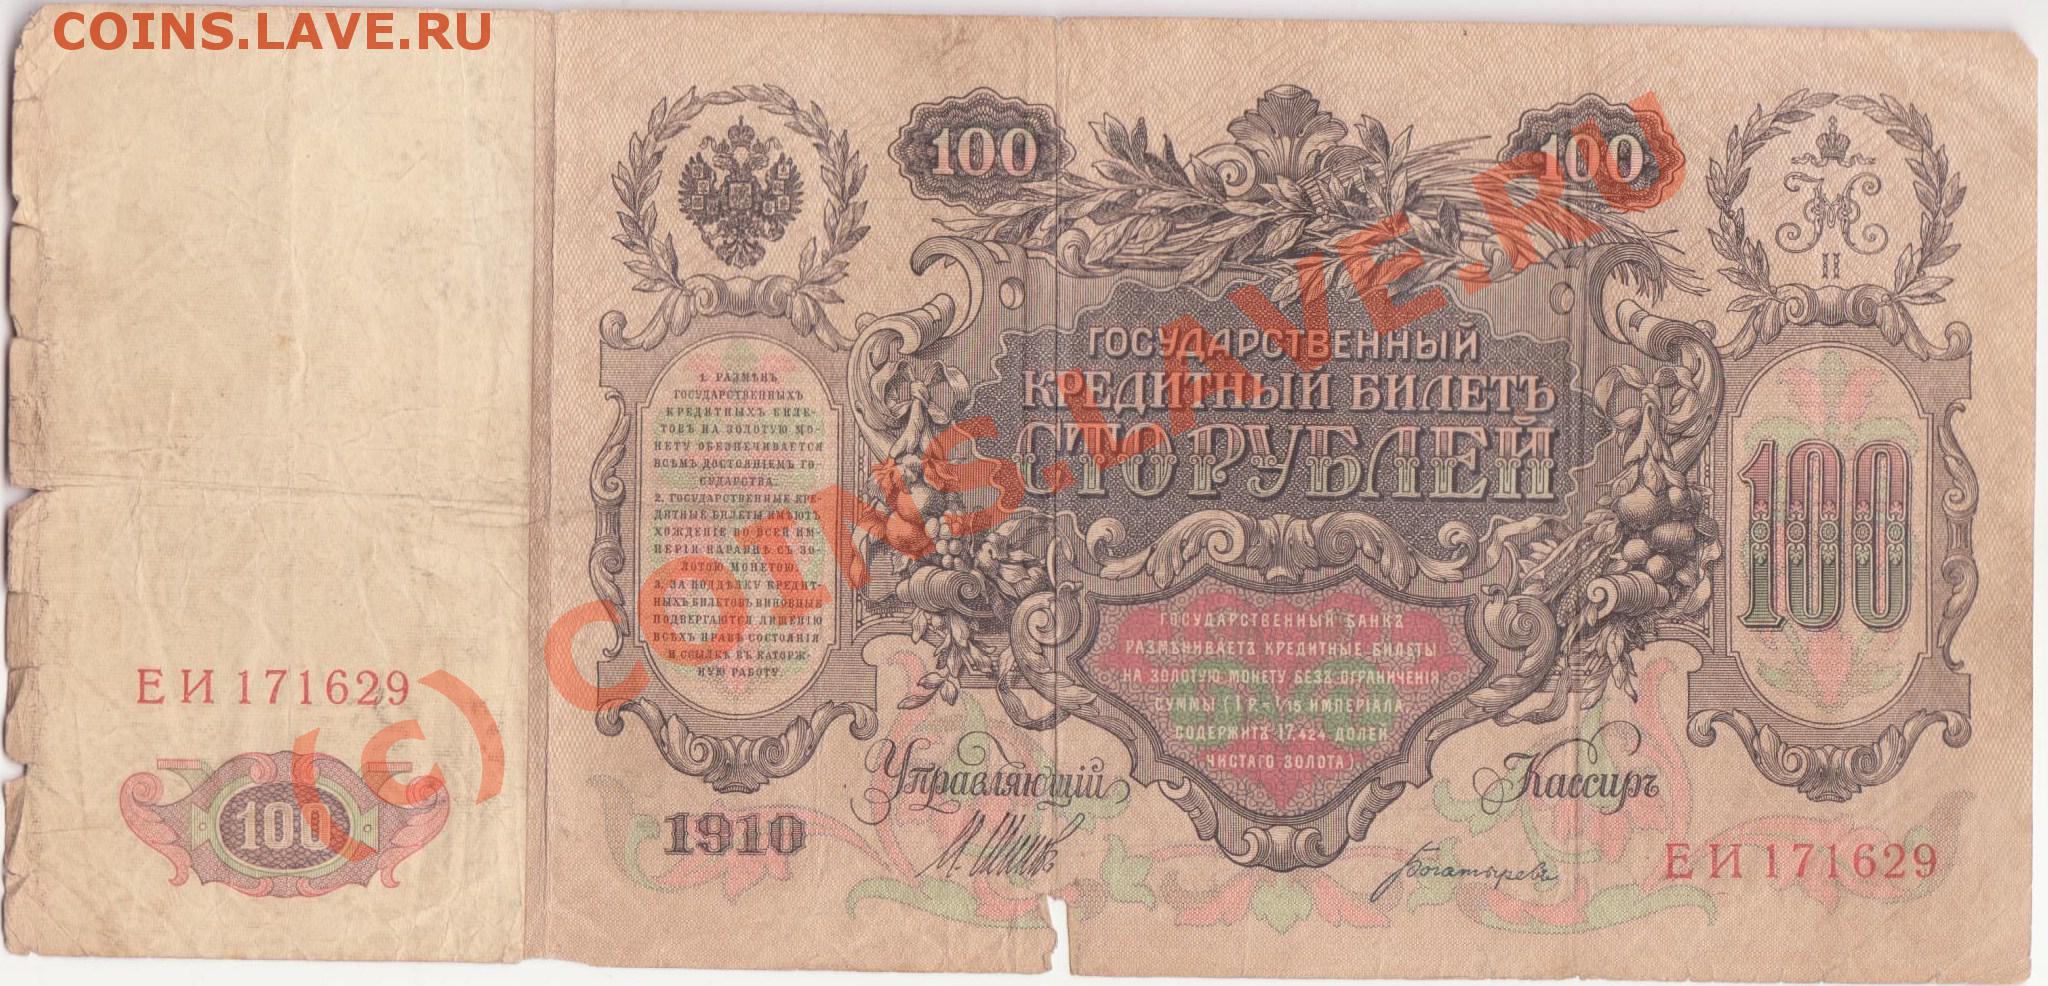 COINS.LAVE.РУ
100
100
II
ГОСУДАРСТВЕННЫЙ
КРЕДИТНЫЙ БИЛЕТЪ
СТО РУБЛЕЙ
1. РАЗМѢНЪ
ГОСУДАРСТВЕННЫХЪ
КРЕДИТНЫХЪ БИЛЕ-
ТОВЪ НА ЗОЛОТУЮ МО-
НЕТУ ОБЕЗПЕЧИВАЕТСЯ
ВСѢМЪ ДОСТОЯНІЕМЪ ГО-
СУДАРСТВА.
2. ГОСУДАРСТВЕННЫЕ КРЕ-
ДИТНЫЕ БИЛЕТЫ ИМѢЮТЪ
ХОЖДЕНІЕ ВО ВСЕЙ ИМ-
ПЕРІИ НАРАВНѢ СЪ ЗО-
ЛОТОЮ МОНЕТОЮ.
3. ЗА ПОДДѢЛКУ КРЕДИТ-
НЫХЪ БИЛЕТОВЪ ВИНОВНЫЕ
ПОДВЕРГАЮТСЯ ЛИШЕНІЮ
ВСѢХЪ ПРАВЪ СОСТОЯНІЯ
И ССЫЛКѢ ВЪ КАТОРЖ-
НУЮ РАБОТУ.
100
ГОСУДАРСТВЕННЫЙ БАНКЪ
РАЗМѢНИВАЕТЪ КРЕДИТНЫЕ БИЛЕТЫ
НА ЗОЛОТУЮ МОНЕТУ БЕЗЪ ОГРАНИЧЕНІЯ
СУММЫ (1 Р.= 1/15 ИМПЕРІАЛА
СОДЕРЖИТЪ 17,424 ДОЛЕЙ
ЧИСТАГО ЗОЛОТА).
Управляющій
Кассиръ
И. Шиповъ
Богатыревъ
1910
ЕИ 171629
ЕИ 171629
100
(c) COINS.LAVE.RU